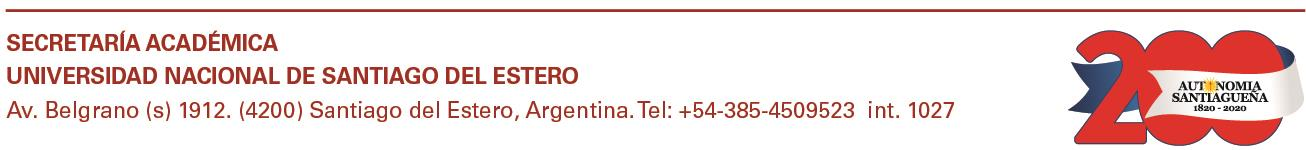 SECRETARÍA ACADÉMICA
UNIVERSIDAD NACIONAL DE SANTIAGO DEL ESTERO
Av. Belgrano (s) 1912. (4200) Santiago del Estero, Argentina. Tel: +54-385-4509523 int. 1027
200
AUTONOMIA
SANTIAGUEÑA
1820 - 2020